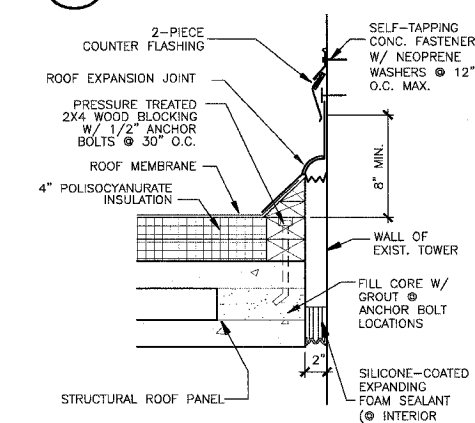 2-PIECE
COUNTER FLASHING
ROOF EXPANSION JOINT
PRESSURE TREATED
2X4 WOOD BLOCKING
W/ 1/2" ANCHOR
BOLTS @ 30" O.C.
ROOF MEMBRANE
4" POLISOCYANURATE
INSULATION
STRUCTURAL ROOF PANEL
SELF-TAPPING
CONC. FASTENER
W/ NEOPRENE
WASHERS @ 12"
O.C. MAX.
8" MIN.
WALL OF
EXIST. TOWER
FILL CORE W/
GROUT @
ANCHOR BOLT
LOCATIONS
2"
SILICONE-COATED
EXPANDING
FOAM SEALANT
(@ INTERIOR